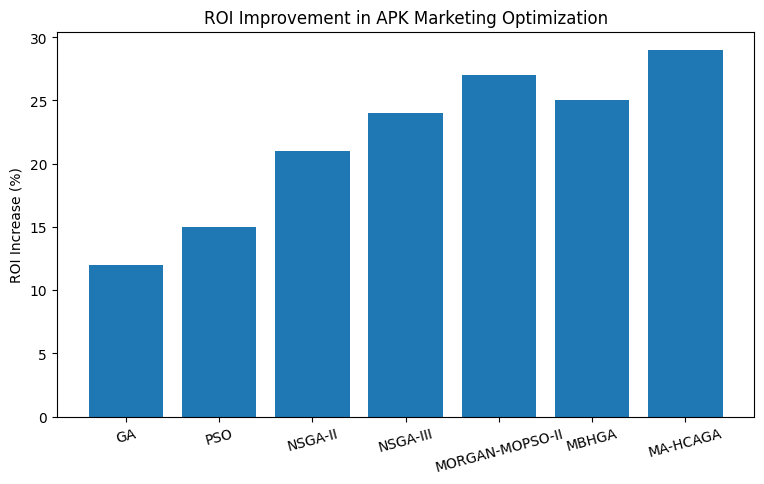 ROI Improvement in APK Marketing Optimization
ROI Increase (%)
30
25
20
15
10
5
0
GA
PSO
NSGA-II
NSGA-III
MORGAN-MOPSO-II
MBHGA
MA-HCAGA